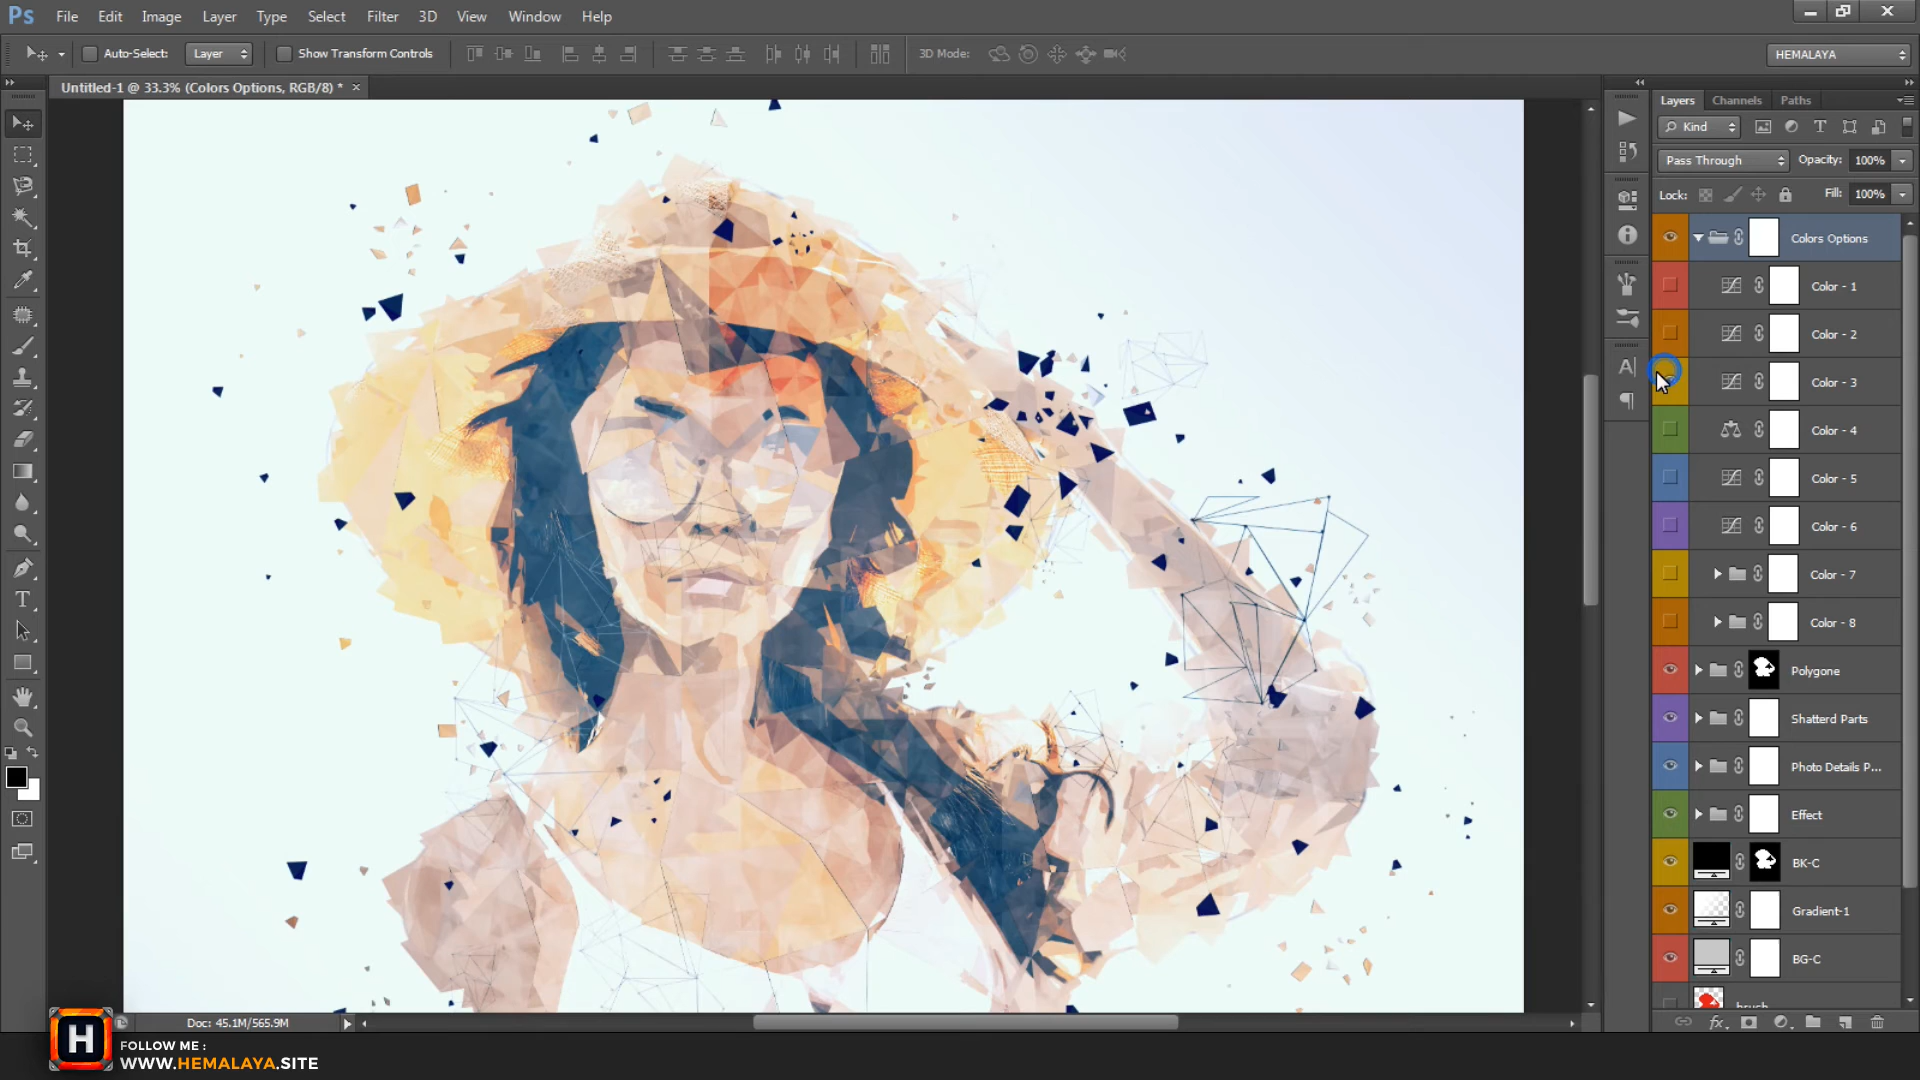 Ps File Edit Image Layer Type Select Filter 3D View Window Help
Auto-Select: Layer Show Transform Controls 3D Mode: HEMALAYA
Untitled-1 @ 33.3% (Colors Options, RGB/8) * ×
Layers Channels Paths
Kind
Pass Through Opacity: 100%
Lock: Fill: 100%
Colors Options
Color - 1
Color - 2
Color - 3
Color - 4
Color - 5
Color - 6
Color - 7
Color - 8
Polygone
Shatterd Parts
Photo Details P...
Effect
BK-C
Gradient-1
BG-C
brush
Doc: 45.1M/565.9M
H
FOLLOW ME :
WWW.HEMALAYA.SITE